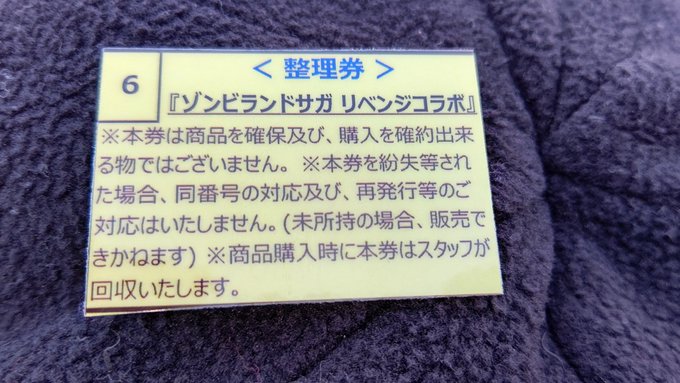 6
< 整理券 >
『ゾンビランドサガ リベンジコラボ』
※本券は商品を確保及び、購入を確約出来
る物ではございません。※本券を紛失等され
た場合、同番号の対応及び、再発行等のご
対応はいたしません。(未所持の場合、販売で
きかねます) ※商品購入時に本券はスタッフが
回収いたします。